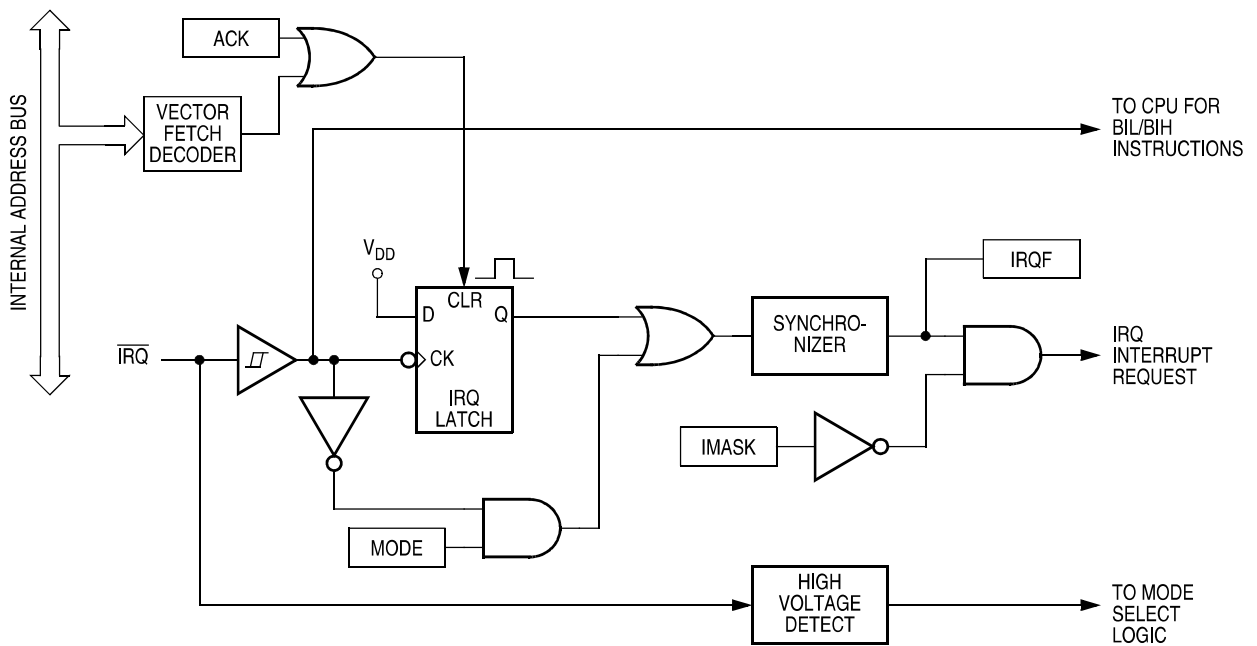 INTERNAL ADDRESS BUS
ACK
VECTOR
FETCH
DECODER
TO CPU FOR
BIL/BIH
INSTRUCTIONS
VDD
CLR
D
Q
CK
IRQ
LATCH
IRQ
SYNCHRO-
NIZER
IRQF
IRQ
INTERRUPT
REQUEST
IMASK
MODE
HIGH
VOLTAGE
DETECT
TO MODE
SELECT
LOGIC